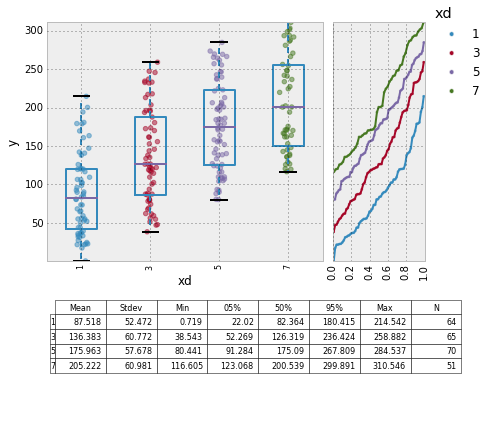 xd
1
3
5
7
300
250
200
150
100
50
y
1 3 5 7
xd
0.0 0.2 0.4 0.6 0.8 1.0
Mean Stdev Min 05% 50% 95% Max N
1 87.518 52.472 0.719 22.02 82.364 180.415 214.542 64
3 136.383 60.772 38.543 52.269 126.319 236.424 258.882 65
5 175.963 57.678 80.441 91.284 175.09 267.809 284.537 70
7 205.222 60.981 116.605 123.068 200.539 299.891 310.546 51